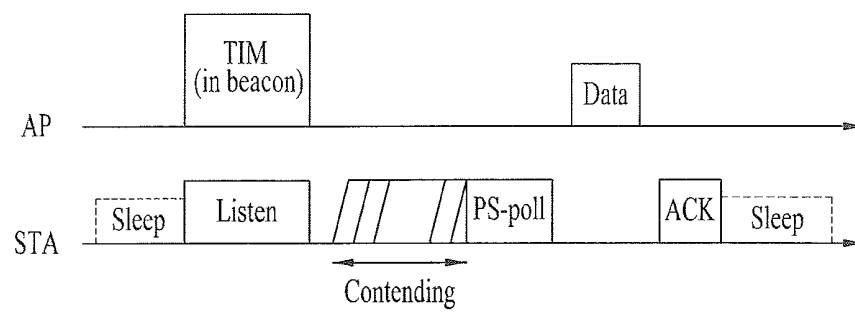 TIM
(in beacon)
Data
AP
Sleep
Listen
PS-poll
ACK
Sleep
STA
Contending